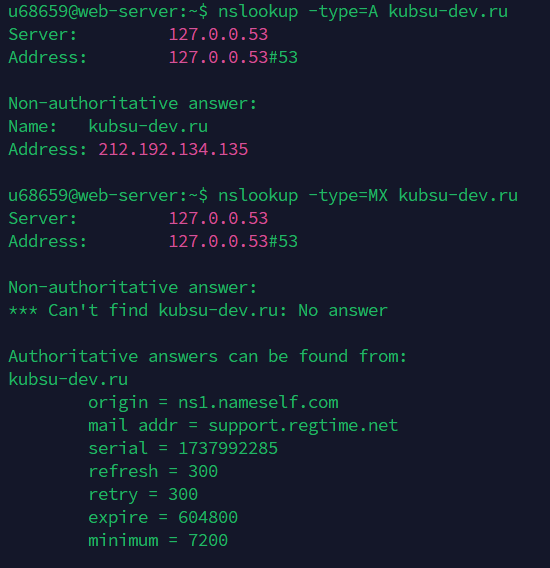 u68659@web-server:~$ nslookup -type=A kubsu-dev.ru
Server:         127.0.0.53
Address:        127.0.0.53#53

Non-authoritative answer:
Name:   kubsu-dev.ru
Address: 212.192.134.135

u68659@web-server:~$ nslookup -type=MX kubsu-dev.ru
Server:         127.0.0.53
Address:        127.0.0.53#53

Non-authoritative answer:
*** Can't find kubsu-dev.ru: No answer

Authoritative answers can be found from:
kubsu-dev.ru
        origin = ns1.nameself.com
        mail addr = support.regtime.net
        serial = 1737992285
        refresh = 300
        retry = 300
        expire = 604800
        minimum = 7200